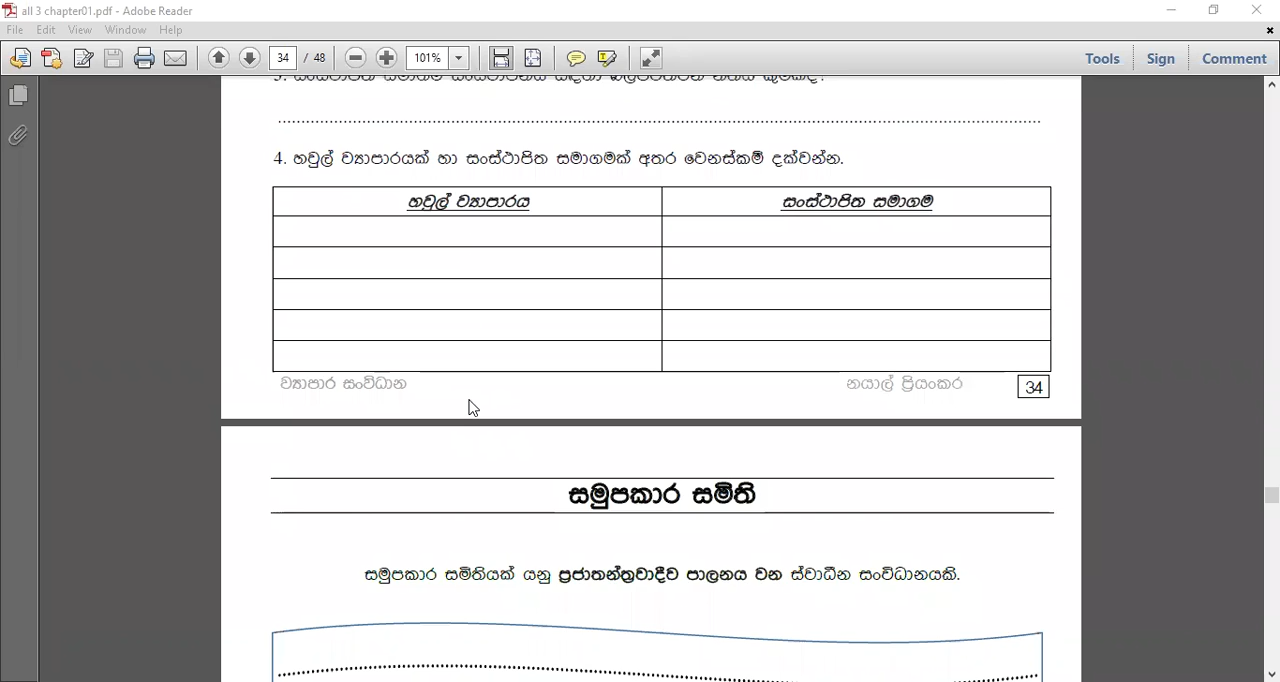 all 3 chapter01.pdf - Adobe Reader
File Edit View Window Help
34 / 48 101% Tools Sign Comment
4. හවුල් ව්‍යාපාරයක් හා සංස්ථාපිත සමාගමක් අතර වෙනස්කම් දක්වන්න.
හවුල් ව්‍යාපාරය සංස්ථාපිත සමාගම
ව්‍යාපාර සංවිධාන නයාල් ප්‍රියංකර 34
සමුපකාර සමිති
සමුපකාර සමිතියක් යනු ප්‍රජාතන්ත්‍රවාදීව පාලනය වන ස්වාධීන සංවිධානයකි.